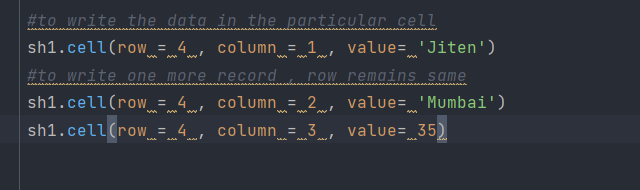 #to write the data in the particular cell
sh1.cell(row = 4 , column = 1 , value= 'Jiten')
#to write one more record , row remains same
sh1.cell(row = 4 , column = 2 , value= 'Mumbai')
sh1.cell(row = 4 , column = 3 , value= 35)